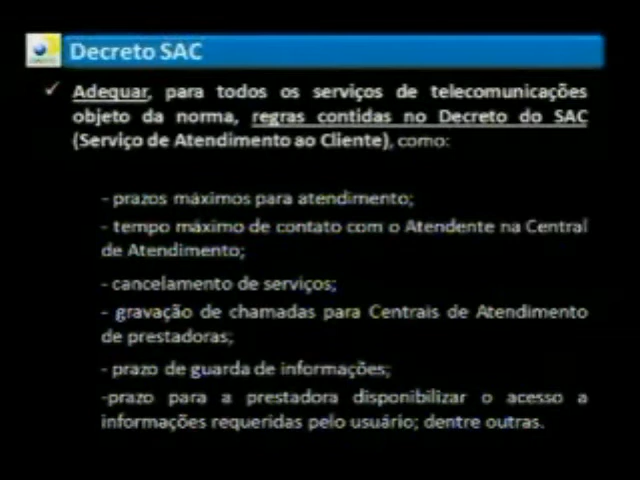 Decreto SAC
✓ Adequar, para todos os serviços de telecomunicações
objeto da norma, regras contidas no Decreto do SAC
(Serviço de Atendimento ao Cliente), como:
- prazos máximos para atendimento;
- tempo máximo de contato com o Atendente na Central
de Atendimento;
- cancelamento de serviços;
- gravação de chamadas para Centrais de Atendimento
de prestadoras;
- prazo de guarda de informações;
-prazo para a prestadora disponibilizar o acesso a
informações requeridas pelo usuário; dentre outras.